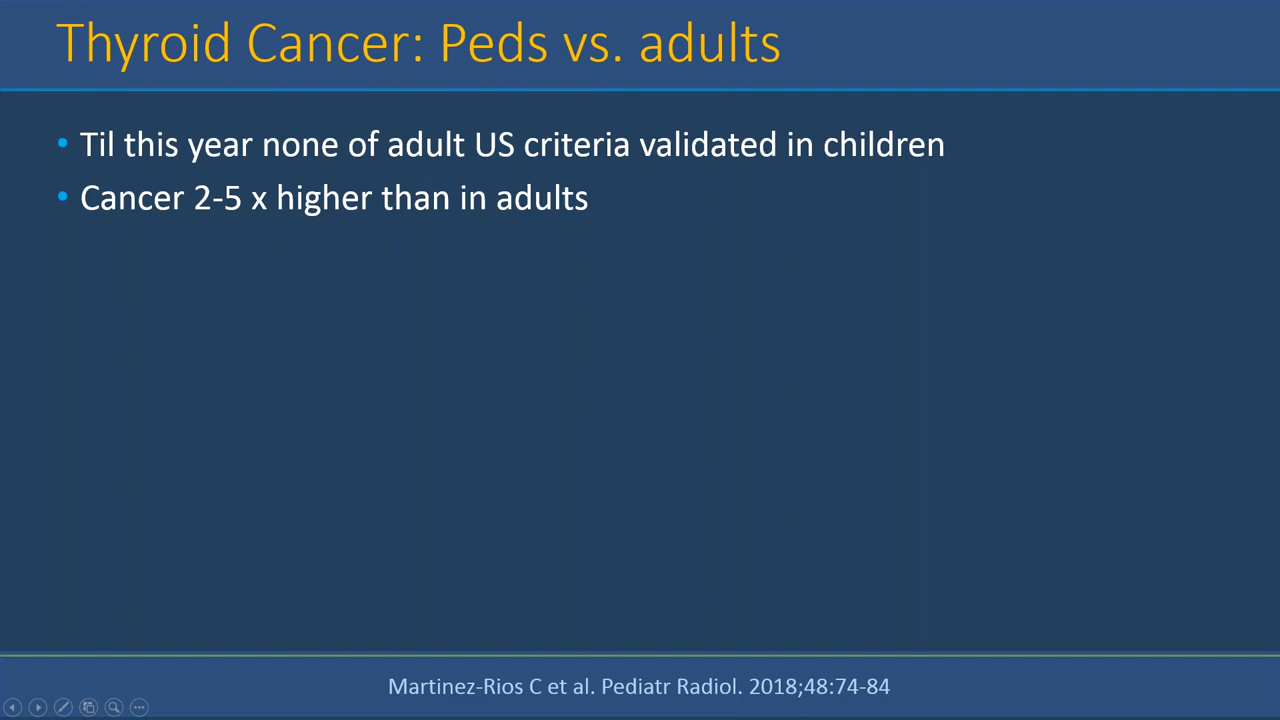 Thyroid Cancer: Peds vs. adults
• Til this year none of adult US criteria validated in children
• Cancer 2-5 x higher than in adults
Martinez-Rios C et al. Pediatr Radiol. 2018;48:74-84